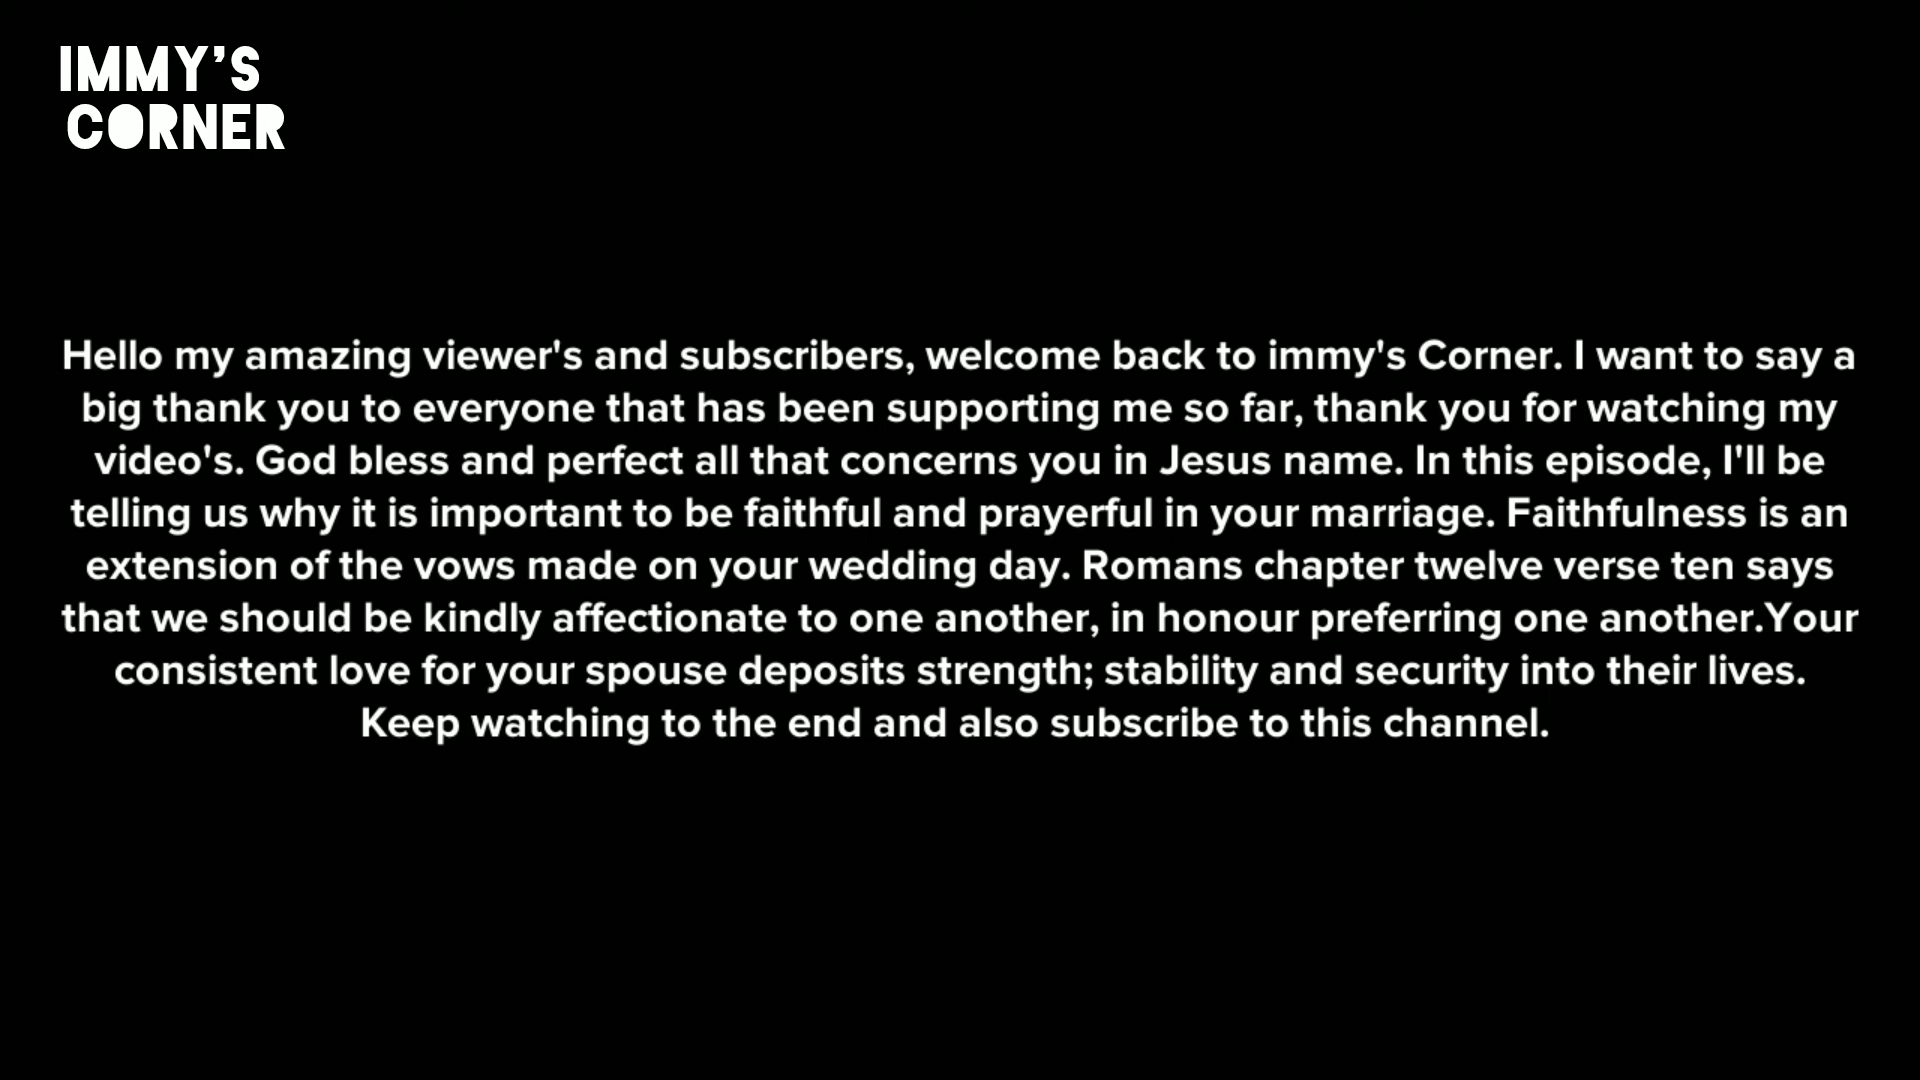 IMMY'S
CORNER
Hello my amazing viewer's and subscribers, welcome back to immy's Corner. I want to say a
big thank you to everyone that has been supporting me so far, thank you for watching my
video's. God bless and perfect all that concerns you in Jesus name. In this episode, I'll be
telling us why it is important to be faithful and prayerful in your marriage. Faithfulness is an
extension of the vows made on your wedding day. Romans chapter twelve verse ten says
that we should be kindly affectionate to one another, in honour preferring one another.Your
consistent love for your spouse deposits strength; stability and security into their lives.
Keep watching to the end and also subscribe to this channel.